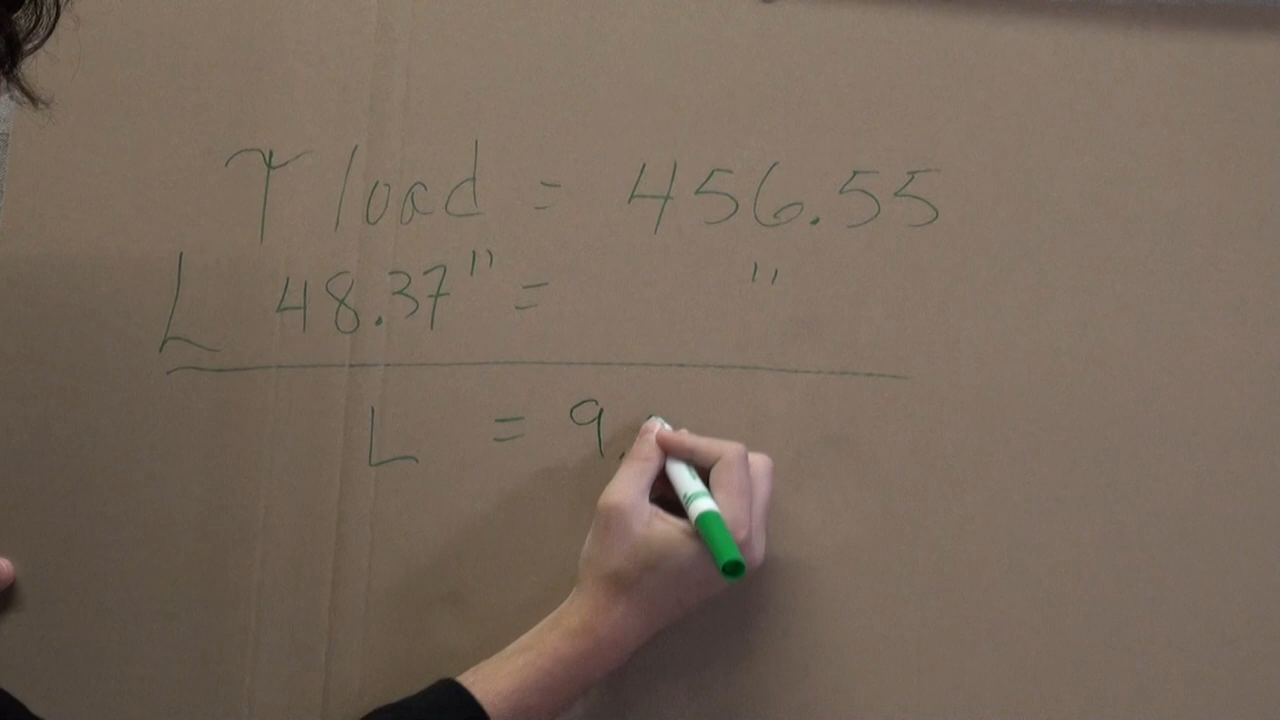 T load = 456.55
L 48.37" = "
L = 9.